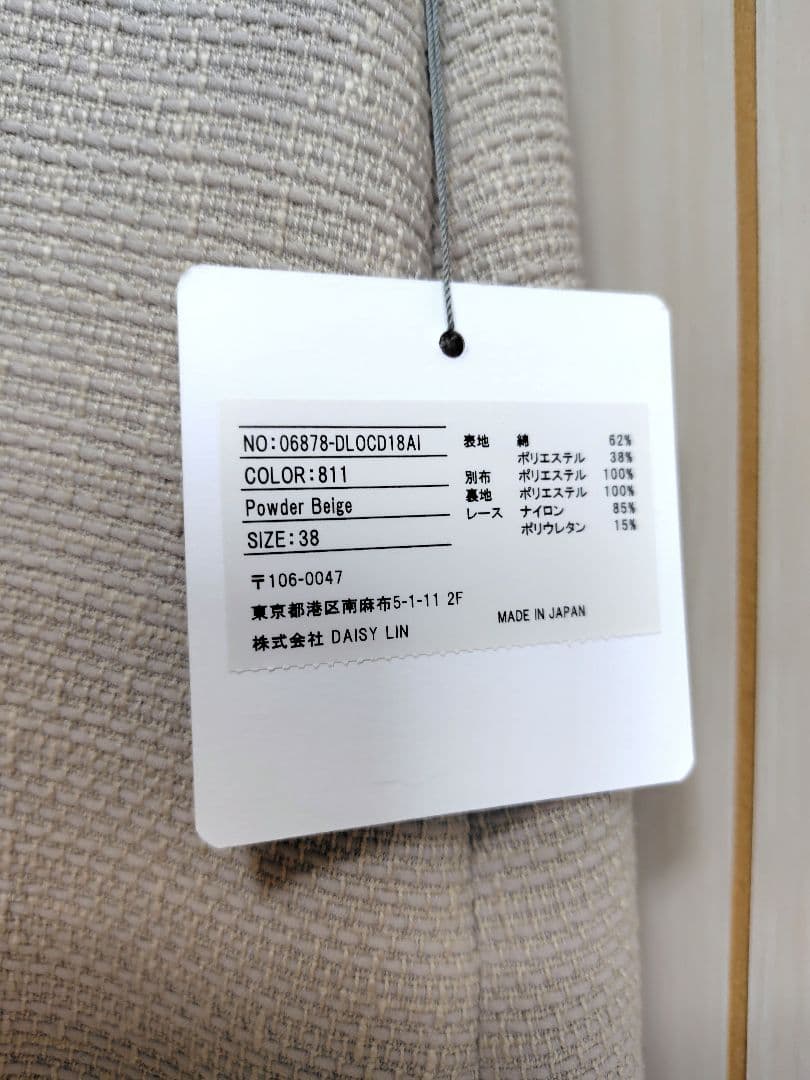 NO:06878-DLOCD18AI
COLOR:811
Powder Beige
SIZE:38
表地 綿 62%
ポリエステル 38%
別布 ポリエステル 100%
裏地 ポリエステル 100%
レース ナイロン 85%
ポリウレタン 15%
〒106-0047
東京都港区南麻布5-1-11 2F
株式会社 DAISY LIN
MADE IN JAPAN